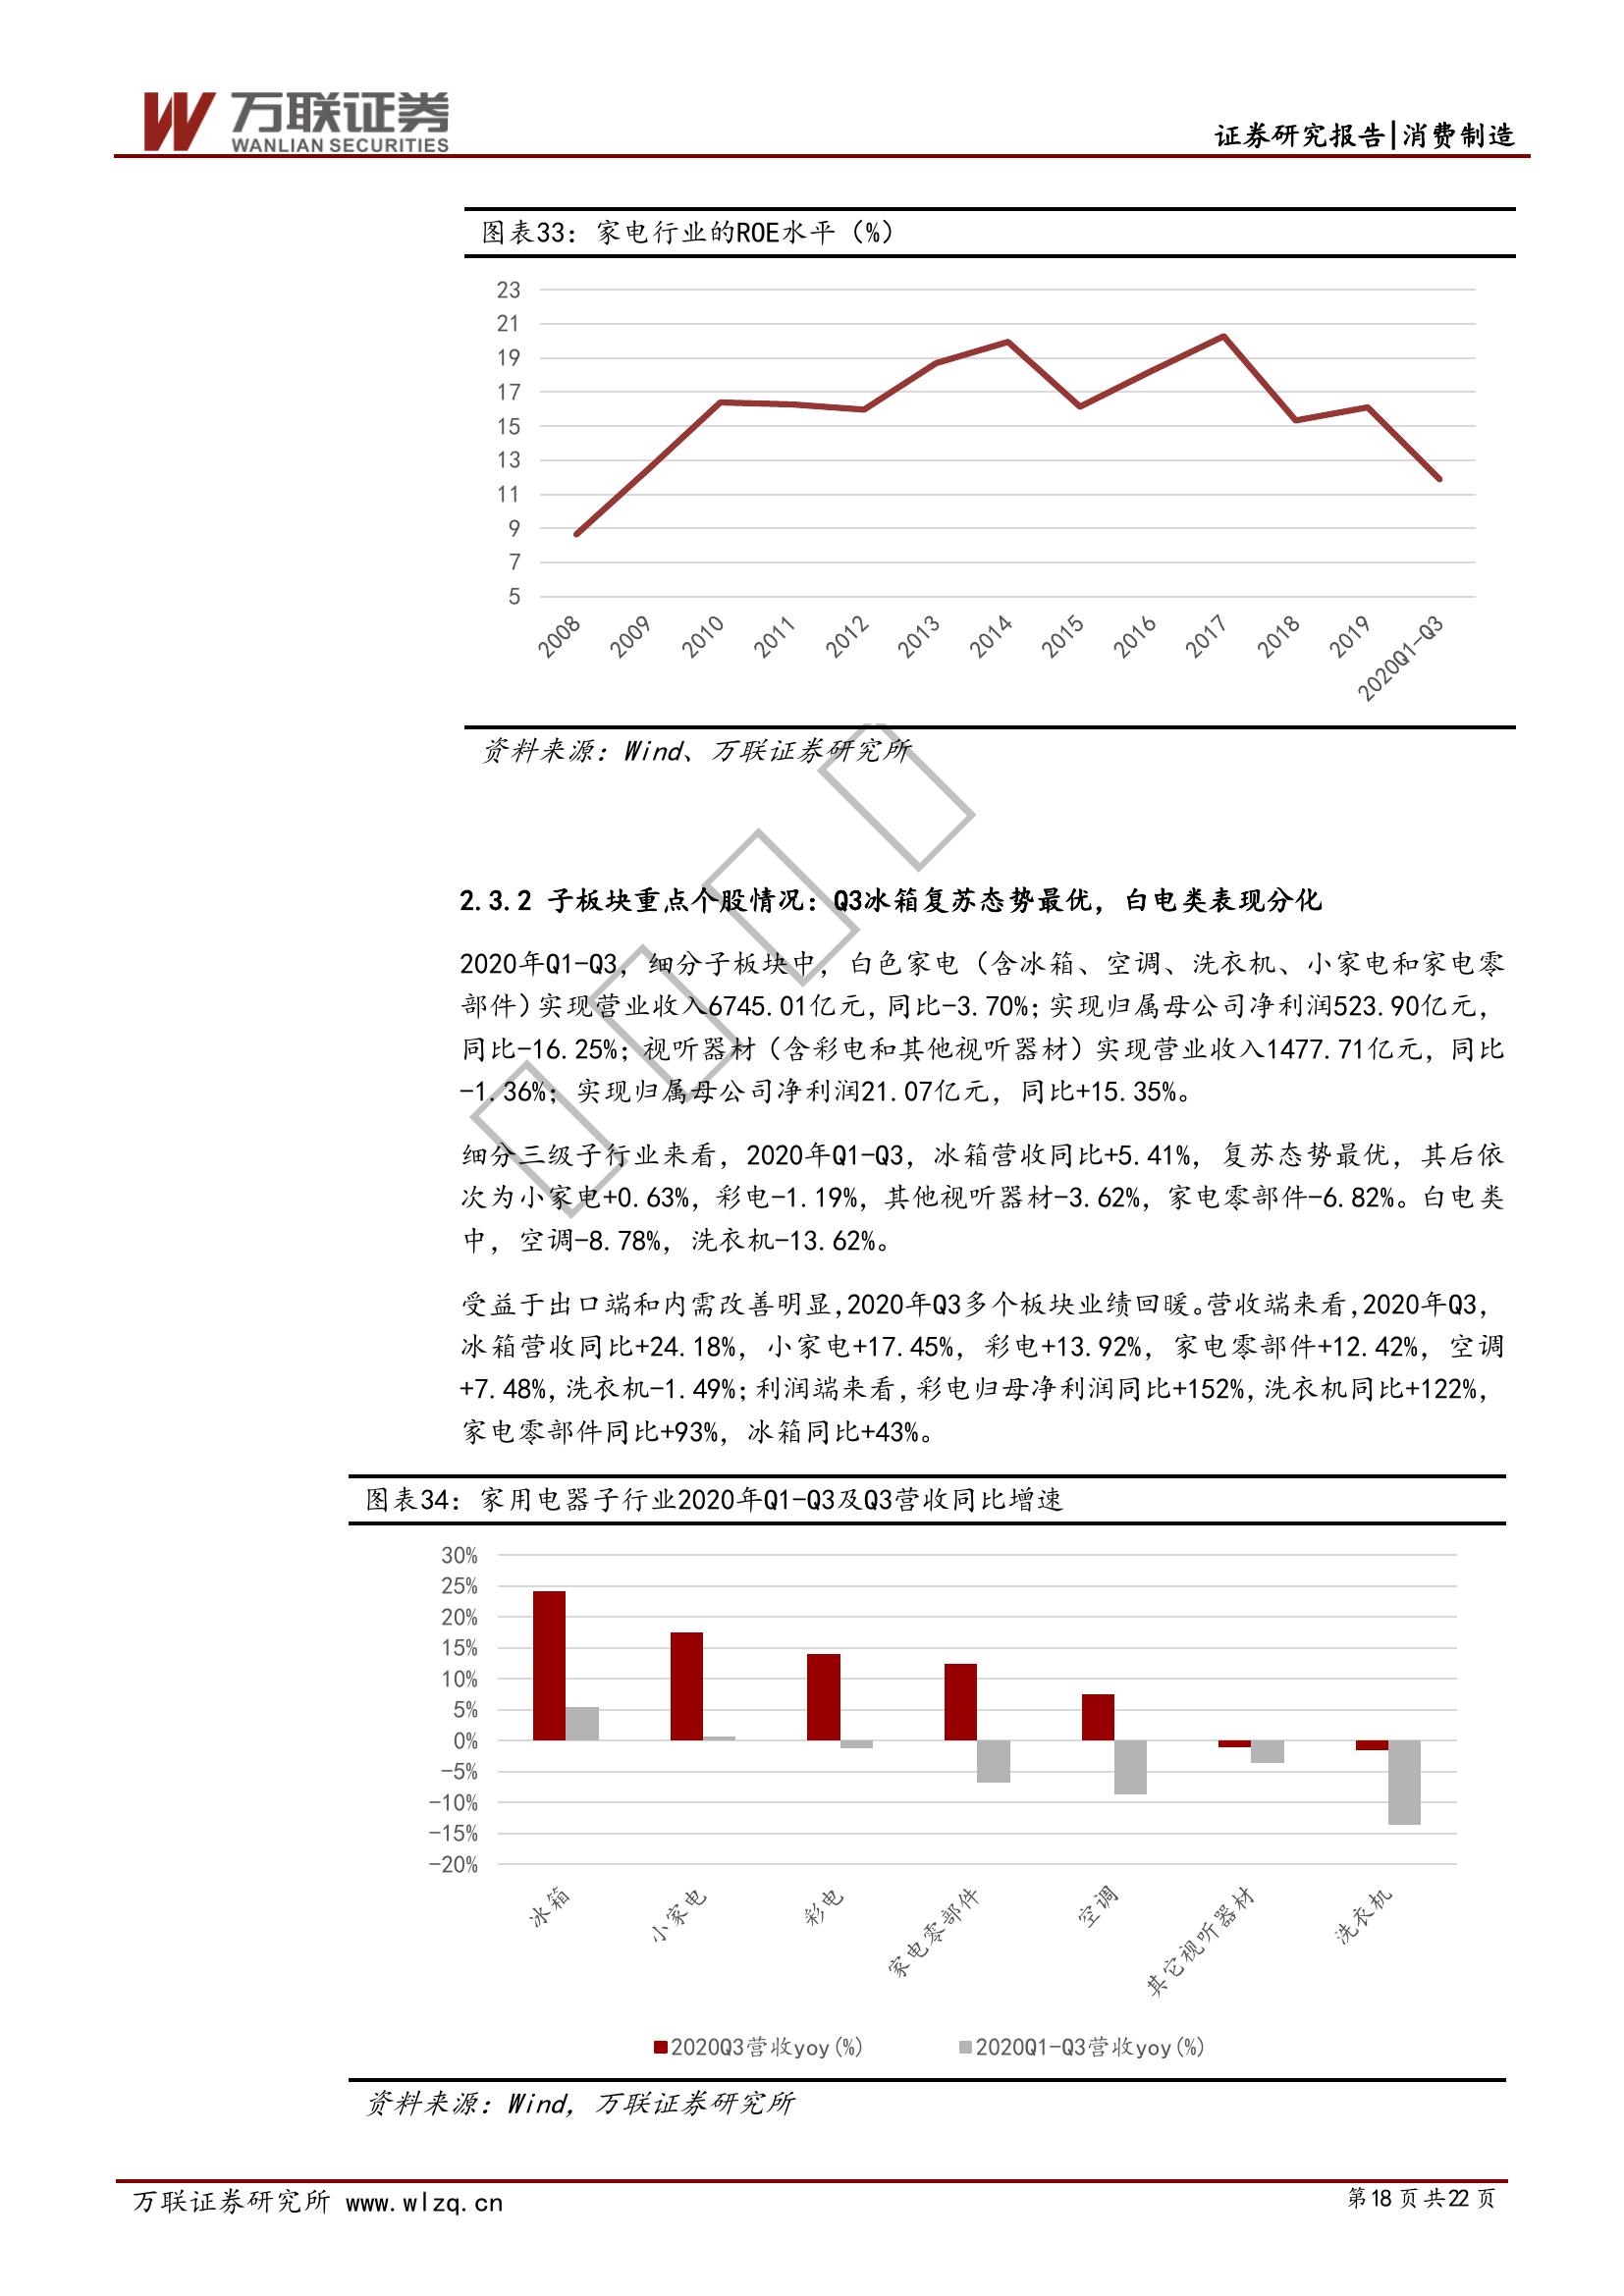 万联证券
WANLIAN SECURITIES
证券研究报告|消费制造
图表33：家电行业的ROE水平（%）
23
21
19
17
15
13
11
9
7
5
2008
2009
2010
2011
2012
2013
2014
2015
2016
2017
2018
2019
2020Q1-Q3
资料来源：Wind、万联证券研究所
2.3.2 子板块重点个股情况：Q3冰箱复苏态势最优，白电类表现分化
2020年Q1-Q3，细分子板块中，白色家电（含冰箱、空调、洗衣机、小家电和家电零
部件）实现营业收入6745.01亿元，同比-3.70%；实现归属母公司净利润523.90亿元，
同比-16.25%；视听器材（含彩电和其他视听器材）实现营业收入1477.71亿元，同比
-1.36%；实现归属母公司净利润21.07亿元，同比+15.35%。
细分三级子行业来看，2020年Q1-Q3，冰箱营收同比+5.41%，复苏态势最优，其后依
次为小家电+0.63%，彩电-1.19%，其他视听器材-3.62%，家电零部件-6.82%。白电类
中，空调-8.78%，洗衣机-13.62%。
受益于出口端和内需改善明显，2020年Q3多个板块业绩回暖。营收端来看，2020年Q3，
冰箱营收同比+24.18%，小家电+17.45%，彩电+13.92%，家电零部件+12.42%，空调
+7.48%，洗衣机-1.49%；利润端来看，彩电归母净利润同比+152%，洗衣机同比+122%，
家电零部件同比+93%，冰箱同比+43%。
图表34：家用电器子行业2020年Q1-Q3及Q3营收同比增速
30%
25%
20%
15%
10%
5%
0%
-5%
-10%
-15%
-20%
冰箱
小家电
彩电
家电零部件
空调
其它视听器材
洗衣机
2020Q3营收yoy(%)
2020Q1-Q3营收yoy(%)
资料来源：Wind，万联证券研究所
万联证券研究所 www.wlzq.cn
第18页共22页